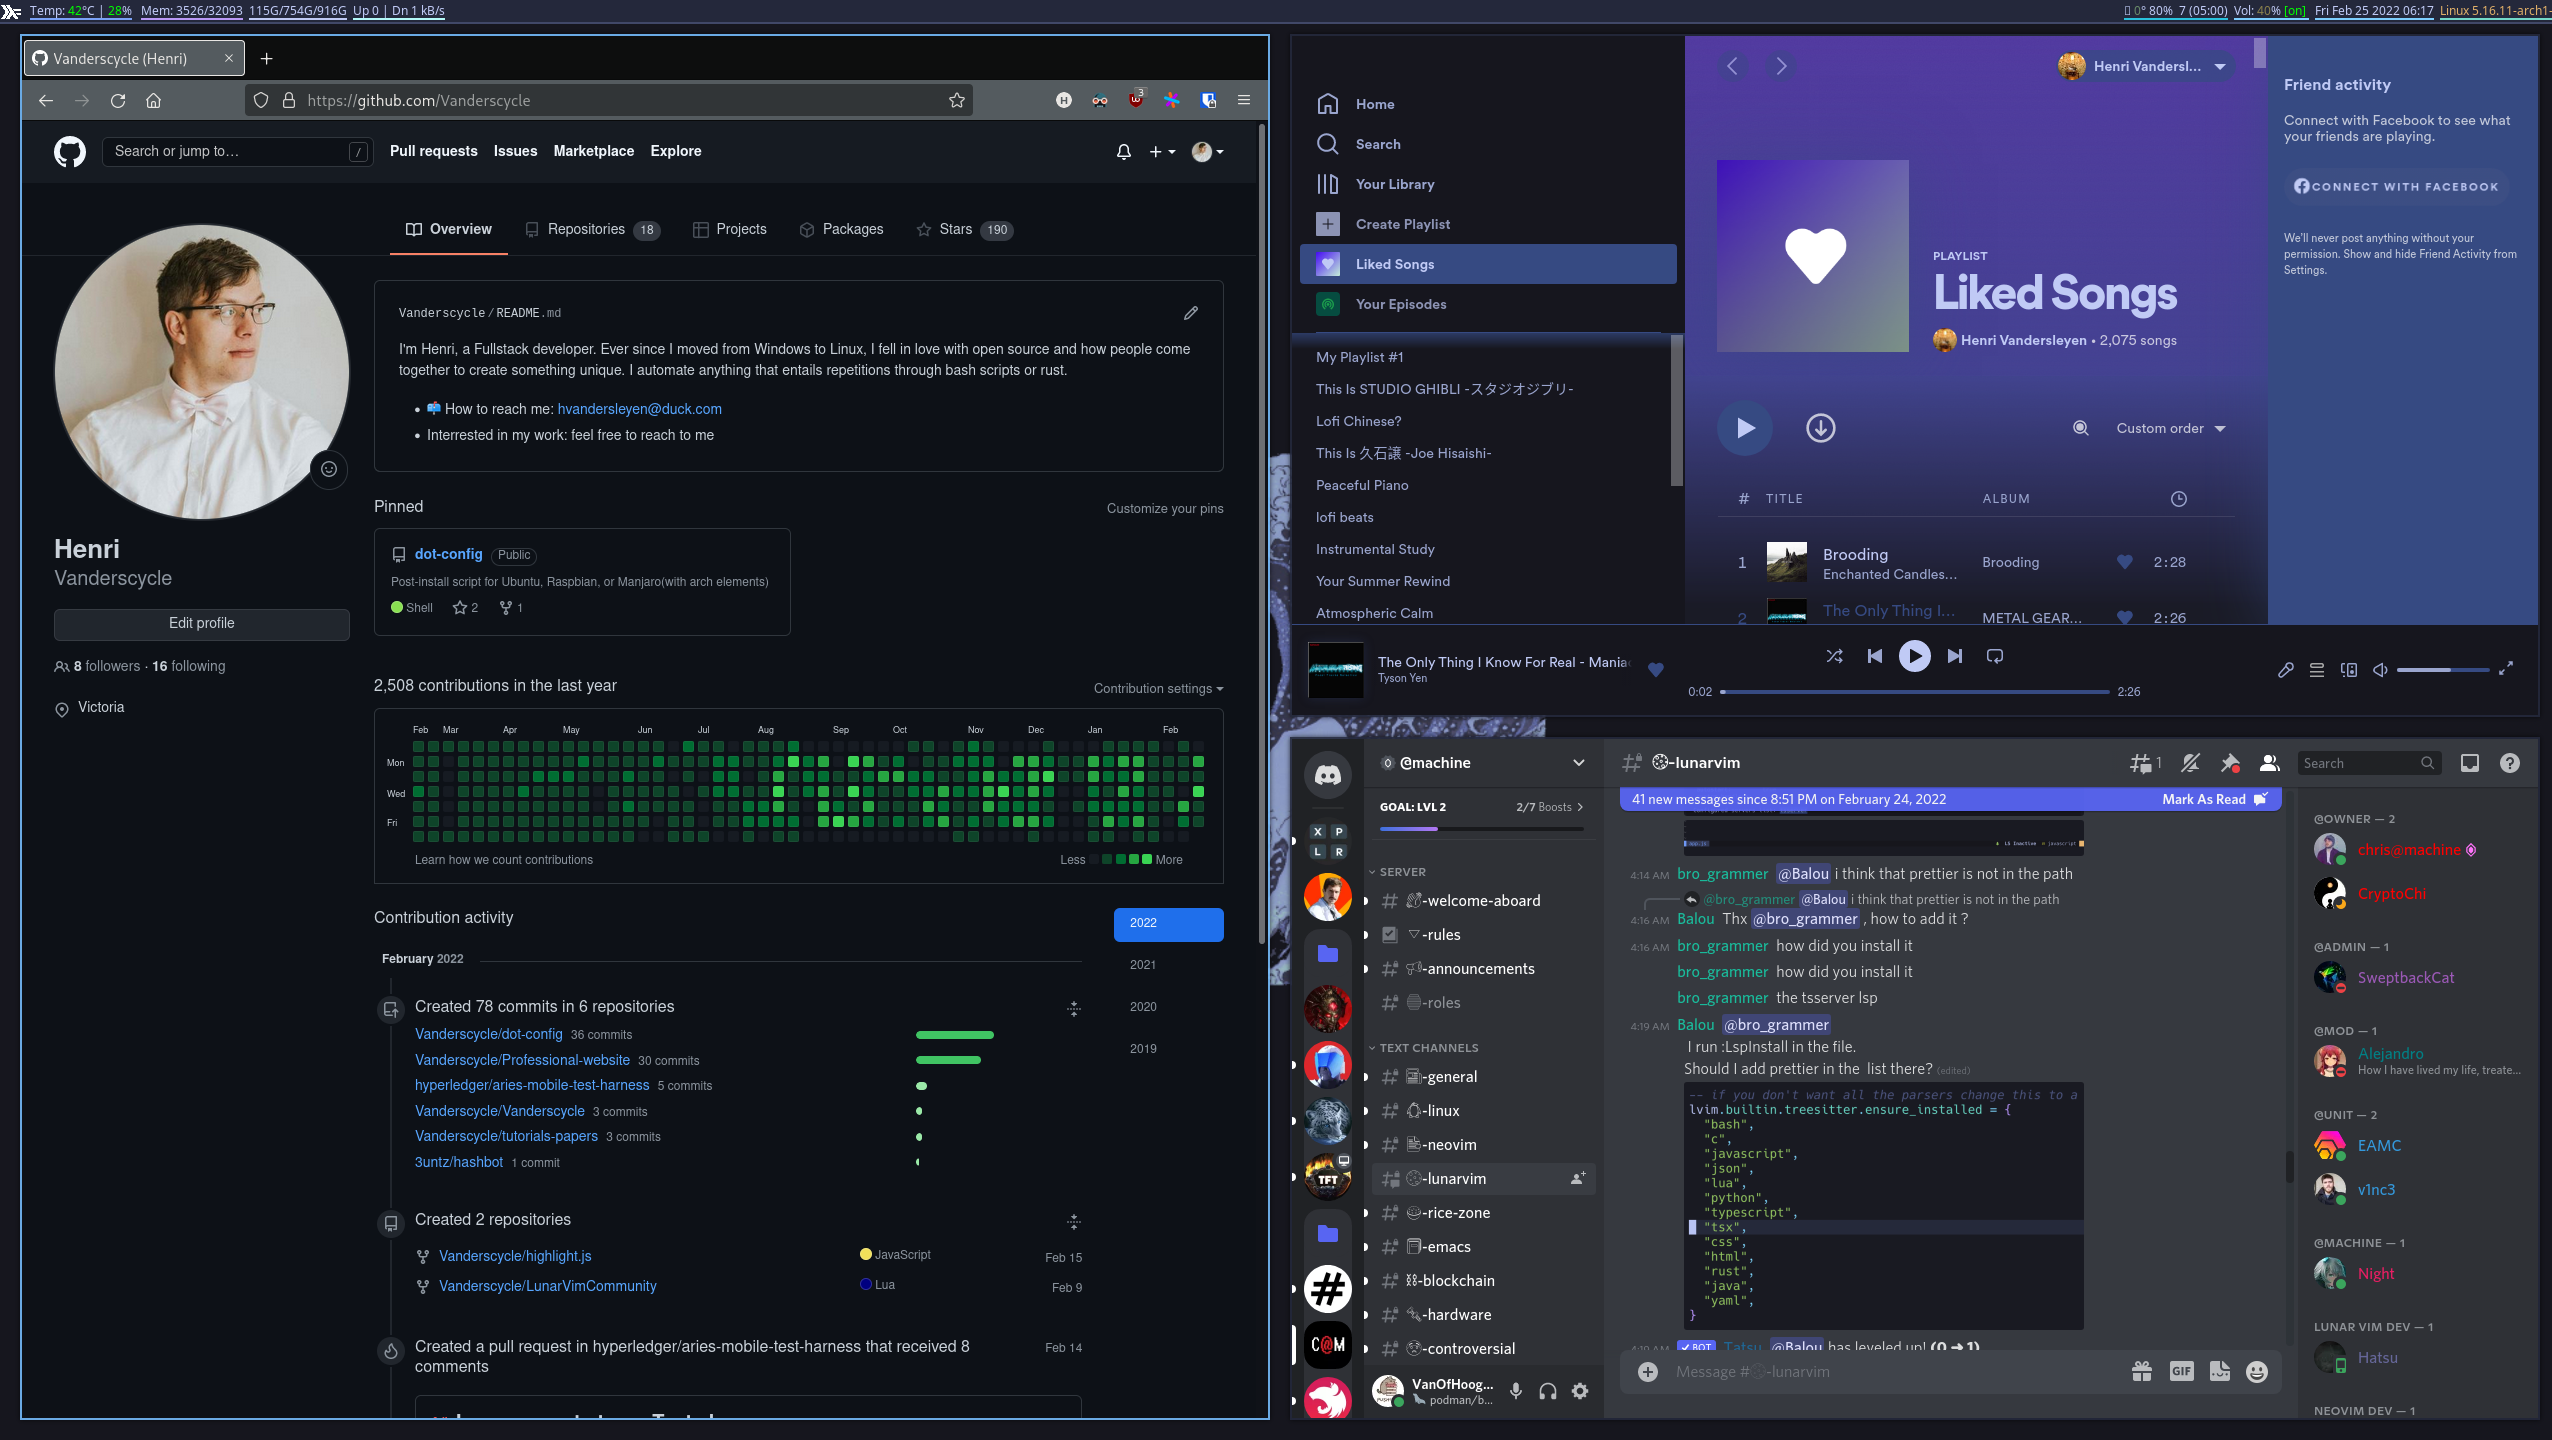 Temp: 42°C | 28% Mem: 3526/32093 115G/754G/916G Up 0 | Dn 1 kB/s
0° 80% 7 (05:00) Vol: 40% [on] Fri Feb 25 2022 06:17 Linux 5.16.11-arch1-
Vanderscycle (Henri)
https://github.com/Vanderscycle
3
Search or jump to…
/
Pull requests Issues Marketplace Explore
Overview Repositories 18 Projects Packages Stars 190
Vanderscycle/README.md
I'm Henri, a Fullstack developer. Ever since I moved from Windows to Linux, I fell in love with open source and how people come
together to create something unique. I automate anything that entails repetitions through bash scripts or rust.
How to reach me: hvandersleyen@duck.com
Interrested in my work: feel free to reach to me
Henri
Vanderscycle
Edit profile
8 followers · 16 following
Victoria
Pinned
Customize your pins
dot-config Public
Post-install script for Ubuntu, Raspbian, or Manjaro(with arch elements)
Shell 2 1
2,508 contributions in the last year
Contribution settings
Feb Mar Apr May Jun Jul Aug Sep Oct Nov Dec Jan Feb
Mon
Wed
Fri
Learn how we count contributions
Less More
Contribution activity
2022
2021
2020
2019
February 2022
Created 78 commits in 6 repositories
Vanderscycle/dot-config 36 commits
Vanderscycle/Professional-website 30 commits
hyperledger/aries-mobile-test-harness 5 commits
Vanderscycle/Vanderscycle 3 commits
Vanderscycle/tutorials-papers 3 commits
3untz/hashbot 1 commit
Created 2 repositories
Vanderscycle/highlight.js JavaScript Feb 15
Vanderscycle/LunarVimCommunity Lua Feb 9
Created a pull request in hyperledger/aries-mobile-test-harness that received 8
comments
Feb 14
Home
Search
Your Library
Create Playlist
Liked Songs
Your Episodes
My Playlist #1
This Is STUDIO GHIBLI -スタジオジブリ-
Lofi Chinese?
This Is 久石譲 -Joe Hisaishi-
Peaceful Piano
lofi beats
Instrumental Study
Your Summer Rewind
Atmospheric Calm
Henri Vandersl...
PLAYLIST
Liked Songs
Henri Vandersleyen • 2,075 songs
Custom order
# TITLE ALBUM
1 Brooding Brooding 2:28
Enchanted Candles...
2 The Only Thing I... METAL GEAR... 2:26
Friend activity
Connect with Facebook to see what
your friends are playing.
CONNECT WITH FACEBOOK
We'll never post anything without your
permission. Show and hide Friend Activity from
Settings.
The Only Thing I Know For Real - Maniac
Tyson Yen
0:02
2:26
@machine
GOAL: LVL 2 2/7 Boosts
X P
L R
TFT
C@M
SERVER
-welcome-aboard
-rules
-announcements
-roles
TEXT CHANNELS
-general
-linux
-neovim
-lunarvim
-rice-zone
-emacs
-blockchain
-hardware
-controversial
VanOfHoog...
podman/b...
-lunarvim
1
Search
41 new messages since 8:51 PM on February 24, 2022
Mark As Read
4:14 AM bro_grammer @Balou i think that prettier is not in the path
@bro_grammer @Balou i think that prettier is not in the path
4:16 AM Balou Thx @bro_grammer , how to add it ?
4:16 AM bro_grammer how did you install it
bro_grammer how did you install it
bro_grammer the tsserver lsp
4:19 AM Balou @bro_grammer
I run :LspInstall in the file.
Should I add prettier in the list there? (edited)
-- if you don't want all the parsers change this to a
lvim.builtin.treesitter.ensure_installed = {
"bash",
"c",
"javascript",
"json",
"lua",
"python",
"typescript",
"tsx",
"css",
"html",
"rust",
"java",
"yaml",
}
4:19 AM BOT Tatsu @Balou has leveled up! (0 ➜ 1)
Message # -lunarvim
GIF
@OWNER — 2
chris@machine
CryptoChi
@ADMIN — 1
SweptbackCat
@MOD — 1
Alejandro
How I have lived my life, treate...
@UNIT — 2
EAMC
v1nc3
@MACHINE — 1
Night
LUNAR VIM DEV — 1
Hatsu
NEOVIM DEV — 1